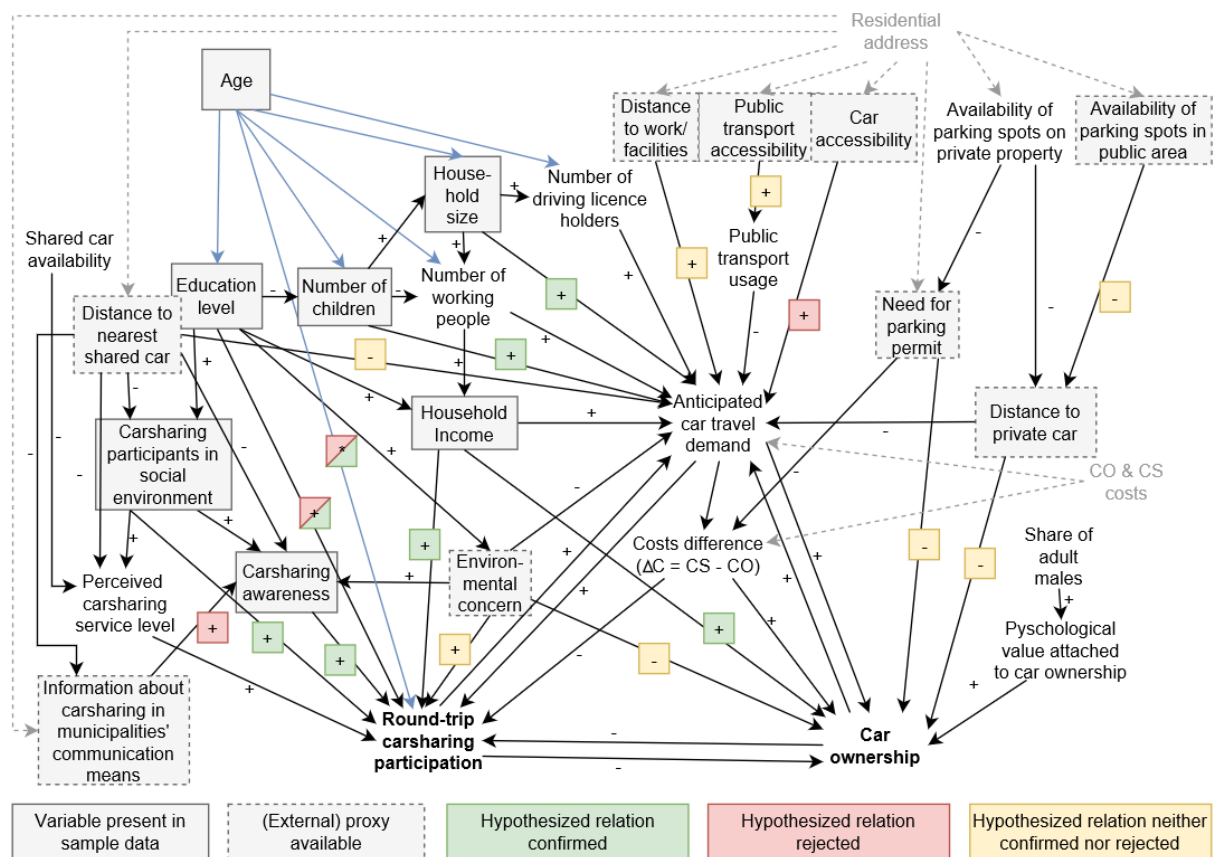 Residential
address
Age
Distance
to work/
facilities
Public
transport
accessibility
Car
accessibility
Availability of
parking spots on
private property
Availability of
parking spots in
public area
House-
hold
size
+
Number of
driving licence
holders
+
Shared car
availability
+
+
Public
transport
usage
-
-
Education
level
-
Number of
children
-
Number of
working
people
+
+
+
-
+
-
Need for
parking
permit
-
Distance to
nearest
shared car
-
+
-
+
+
+
-
Household
Income
+
Anticipated
car travel
demand
-
Distance to
private car
Carsharing
participants in
social
environment
-
-
-
*
+
+
-
-
CO & CS
costs
+
+
+
+
Costs difference
(ΔC = CS - CO)
+
+
-
-
Share of
adult
males
Perceived
carsharing
service level
Carsharing
awareness
+
Environ-
mental
concern
+
+
Pyschological
value attached
to car ownership
+
+
+
+
+
-
-
+
Information about
carsharing in
municipalities'
communication
means
+
Round-trip
carsharing
participation
-
-
Car
ownership
Variable present in
sample data
(External) proxy
available
Hypothesized relation
confirmed
Hypothesized relation
rejected
Hypothesized relation neither
confirmed nor rejected